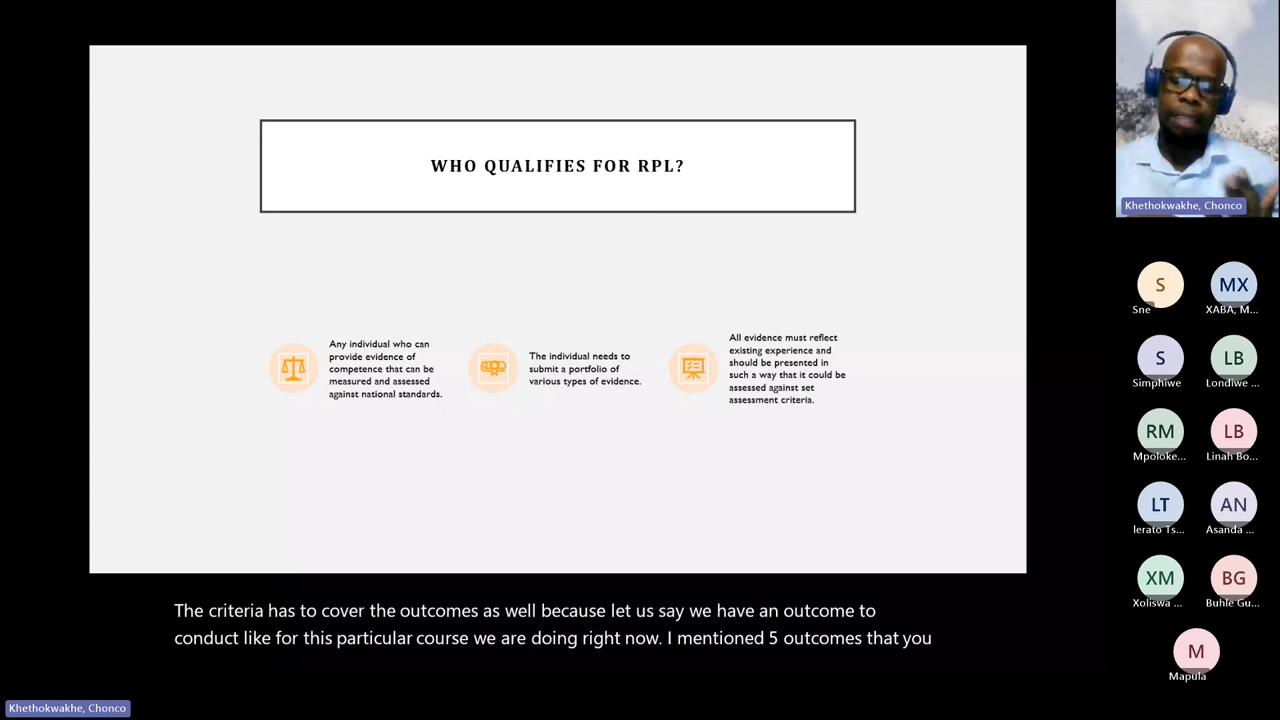 WHO QUALIFIES FOR RPL?
Any individual who can
provide evidence of
competence that can be
measured and assessed
against national standards.
The individual needs to
submit a portfolio of
various types of evidence.
All evidence must reflect
existing experience and
should be presented in
such a way that it could be
assessed against set
assessment criteria.
Khethokwakhe, Chonco
S
Sne
MX
XABA, M...
S
Simphiwe
LB
Londiwe ...
RM
Mpoloke...
LB
Linah Bo...
LT
lerato Ts...
AN
Asanda ...
XM
Xoliswa ...
BG
Buhle Gu...
M
Mapula
The criteria has to cover the outcomes as well because let us say we have an outcome to
conduct like for this particular course we are doing right now. I mentioned 5 outcomes that you
Khethokwakhe, Chonco